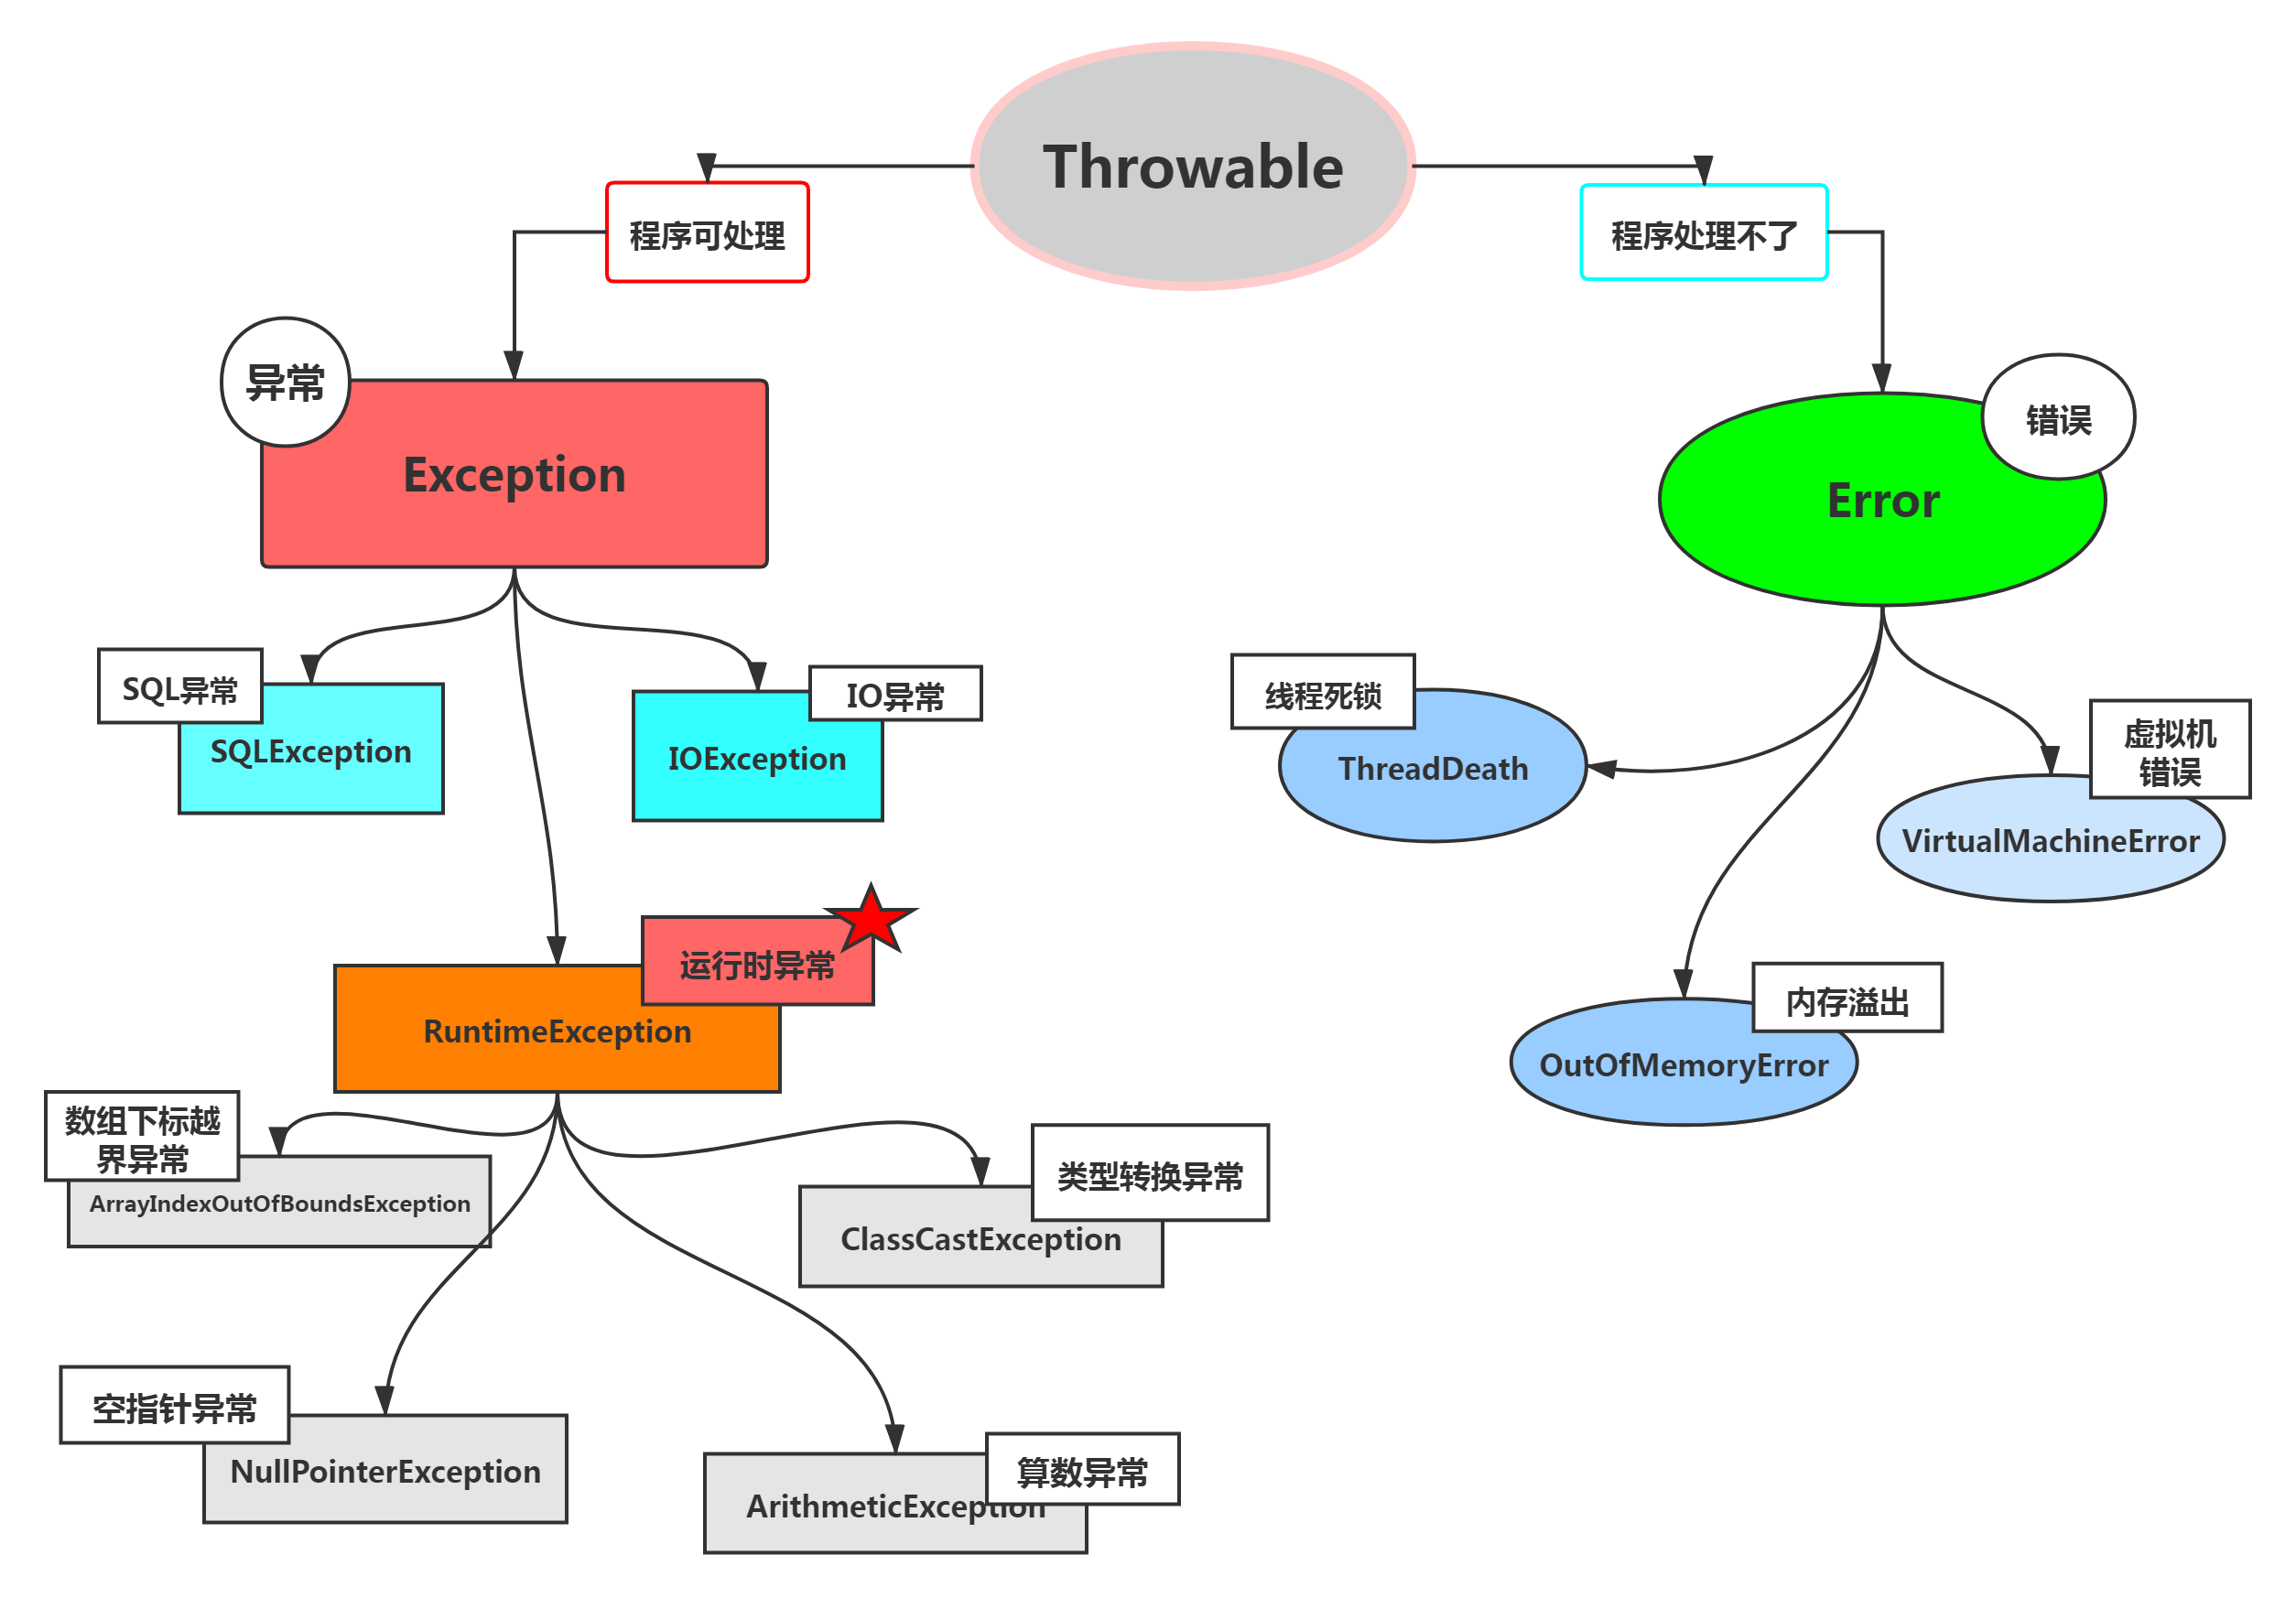 Throwable
程序可处理
程序处理不了
异常
Exception
错误
Error
SQL异常
SQLException
IO异常
IOException
线程死锁
ThreadDeath
虚拟机
错误
VirtualMachineError
运行时异常
RuntimeException
内存溢出
OutOfMemoryError
数组下标越
界异常
ArrayIndexOutOfBoundsException
类型转换异常
ClassCastException
空指针异常
NullPointerException
算数异常
ArithmeticException